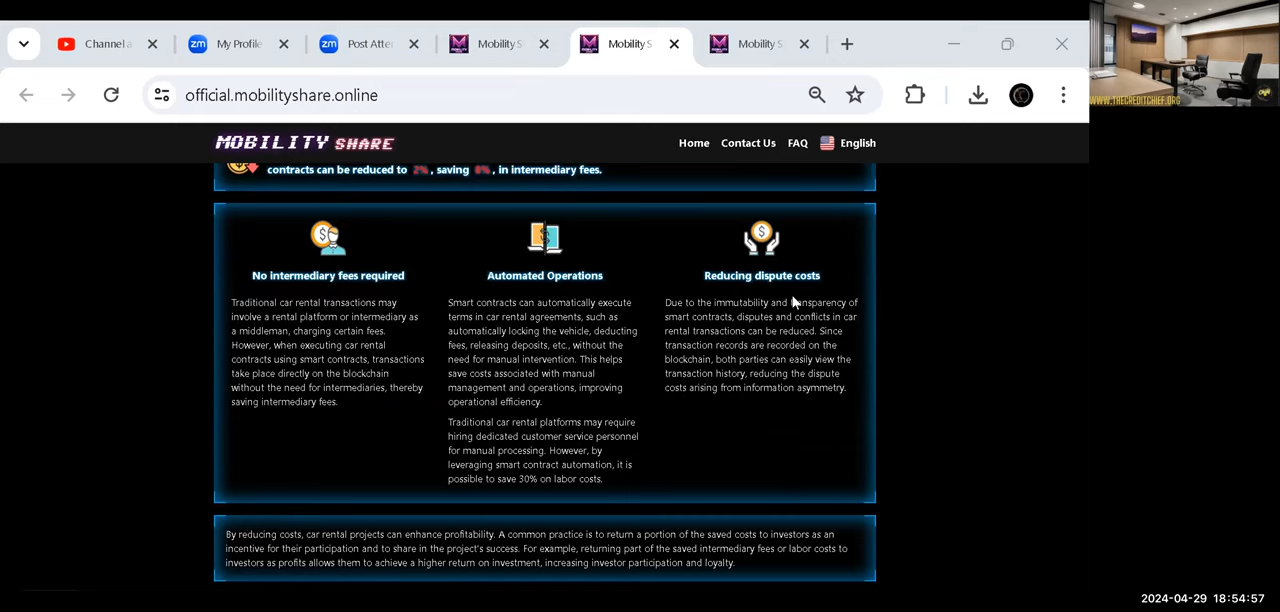 Channel a
My Profile
Post Atte
Mobility S
Mobility S
Mobility S
official.mobilityshare.online
WWW.THECREDITCHIEF.ORG
MOBILITY SHARE
Home
Contact Us
FAQ
English
contracts can be reduced to 2%, saving 8%, in intermediary fees.
No intermediary fees required
Traditional car rental transactions may
involve a rental platform or intermediary as
a middleman, charging certain fees.
However, when executing car rental
contracts using smart contracts, transactions
take place directly on the blockchain
without the need for intermediaries, thereby
saving intermediary fees.
Automated Operations
Smart contracts can automatically execute
terms in car rental agreements, such as
automatically locking the vehicle, deducting
fees, releasing deposits, etc., without the
need for manual intervention. This helps
save costs associated with manual
management and operations, improving
operational efficiency.
Traditional car rental platforms may require
hiring dedicated customer service personnel
for manual processing. However, by
leveraging smart contract automation, it is
possible to save 30% on labor costs.
Reducing dispute costs
Due to the immutability and transparency of
smart contracts, disputes and conflicts in car
rental transactions can be reduced. Since
transaction records are recorded on the
blockchain, both parties can easily view the
transaction history, reducing the dispute
costs arising from information asymmetry.
By reducing costs, car rental projects can enhance profitability. A common practice is to return a portion of the saved costs to investors as an
incentive for their participation and to share in the project's success. For example, returning part of the saved intermediary fees or labor costs to
investors as profits allows them to achieve a higher return on investment, increasing investor participation and loyalty.
2024-04-29 18:54:57